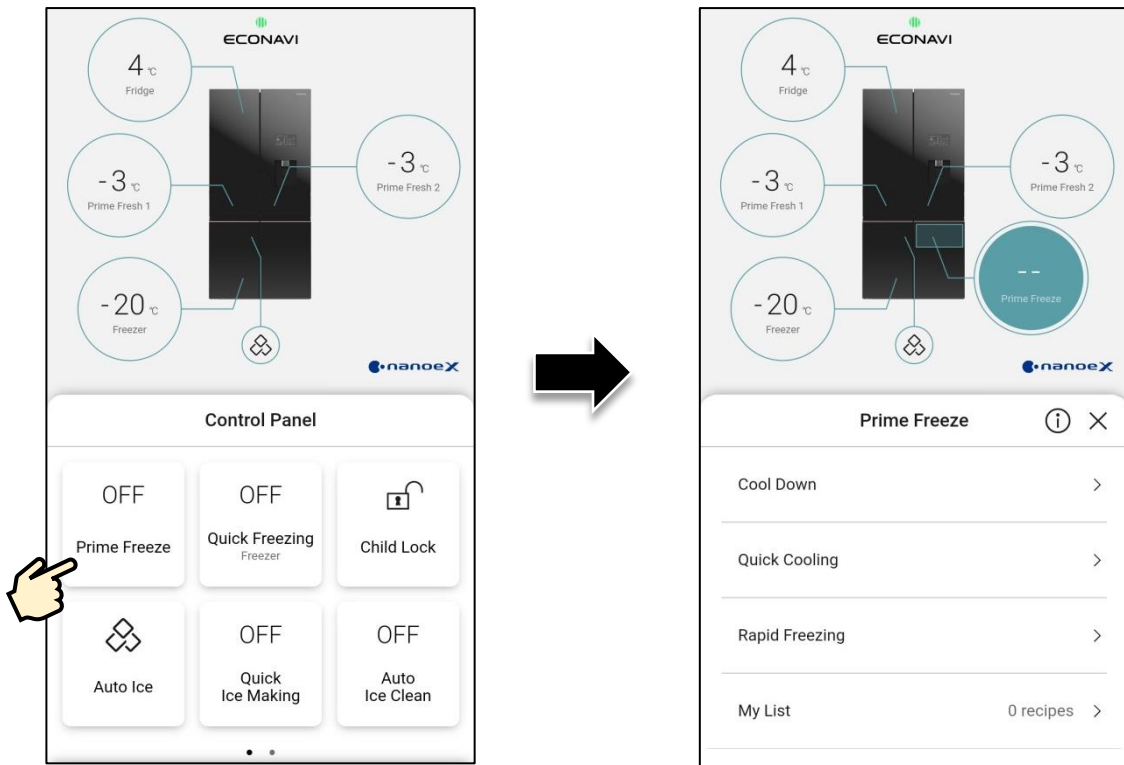 ECONAVI
4 ℃
Fridge
- 3 ℃
Prime Fresh 1
- 3 ℃
Prime Fresh 2
- 20 ℃
Freezer
nanoeX
Control Panel
OFF
Prime Freeze
OFF
Quick Freezing
Freezer
Child Lock
Auto Ice
OFF
Quick
Ice Making
OFF
Auto
Ice Clean
ECONAVI
4 ℃
Fridge
- 3 ℃
Prime Fresh 1
- 3 ℃
Prime Fresh 2
- 20 ℃
Freezer
- -
Prime Freeze
nanoeX
Prime Freeze
Cool Down
Quick Cooling
Rapid Freezing
My List 0 recipes